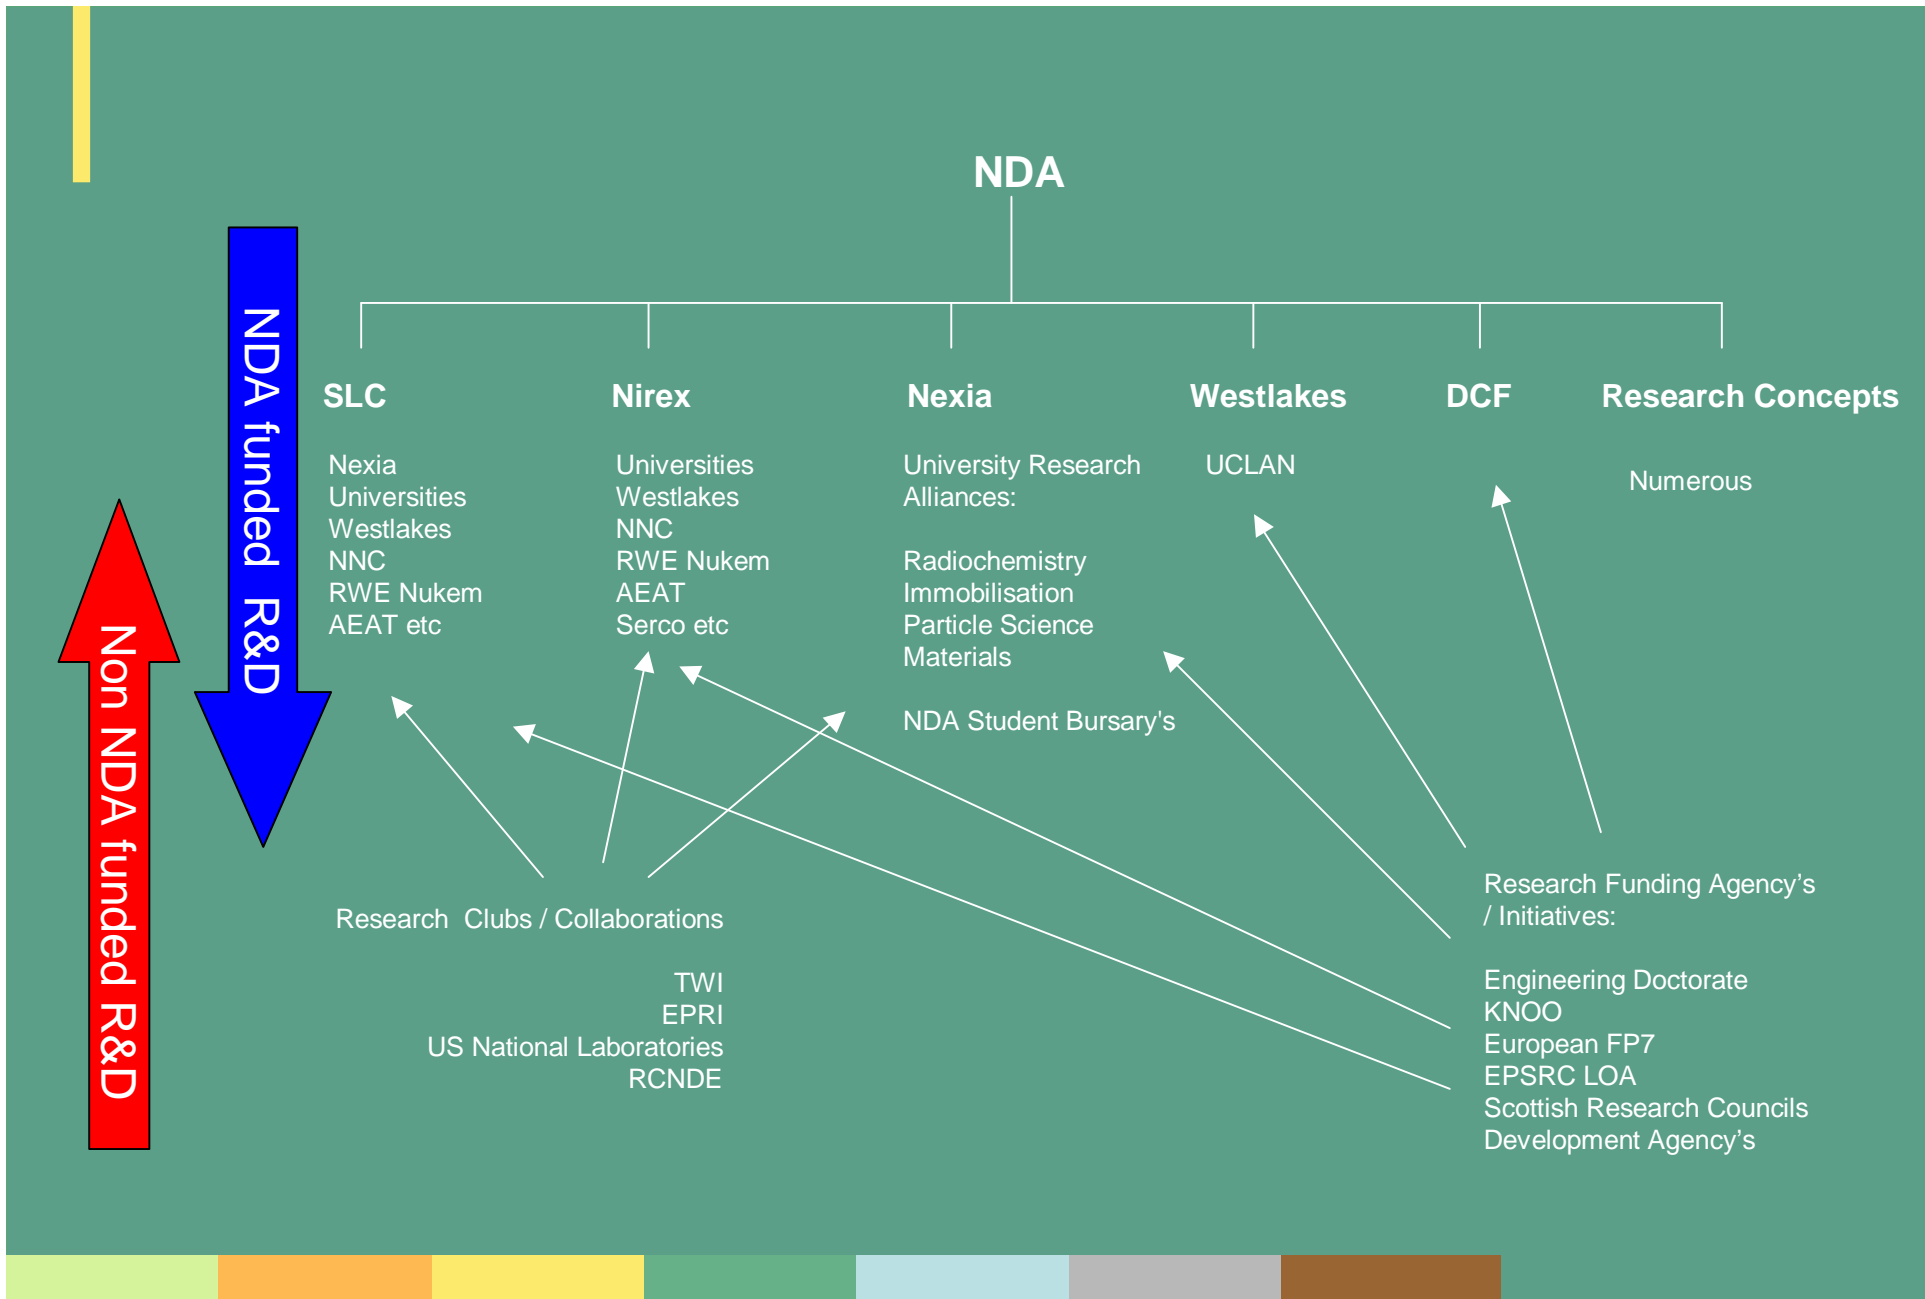 NDA
NDA funded R&D
Non NDA funded R&D
SLC
Nexia
Universities
Westlakes
NNC
RWE Nukem
AEAT etc
Nirex
Universities
Westlakes
NNC
RWE Nukem
AEAT
Serco etc
Nexia
University Research
Alliances:
Radiochemistry
Immobilisation
Particle Science
Materials
NDA Student Bursary's
Westlakes
UCLAN
DCF
Research Concepts
Numerous
Research Clubs / Collaborations
TWI
EPRI
US National Laboratories
RCNDE
Research Funding Agency’s
/ Initiatives:
Engineering Doctorate
KNOO
European FP7
EPSRC LOA
Scottish Research Councils
Development Agency’s